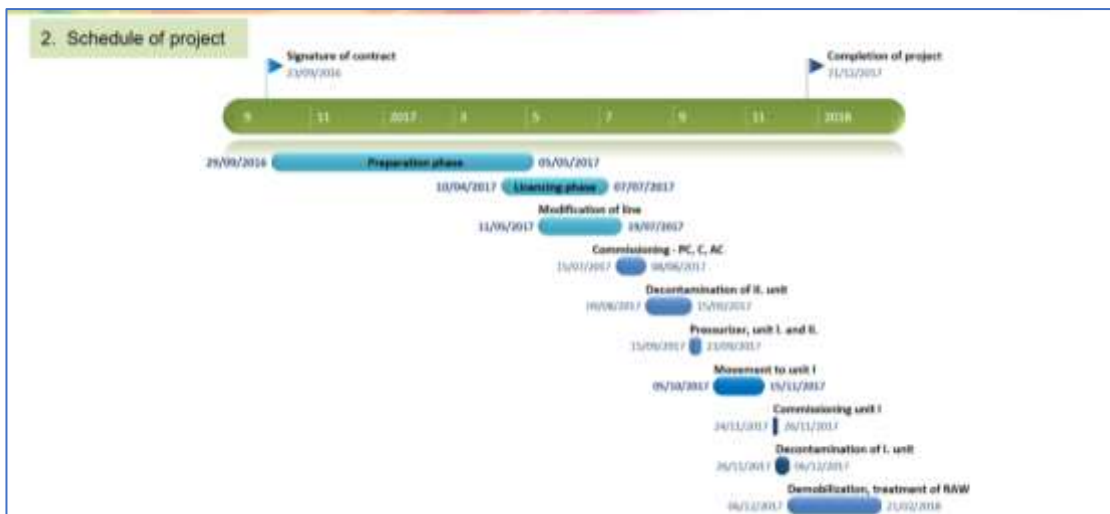 2. Schedule of project
Signature of contract
23/09/2016
Completion of project
21/12/2017
9 11 2017 3 5 7 9 11 2018
29/09/2016 Preparation phase 05/05/2017
10/04/2017 Licensing phase 07/07/2017
Modification of line
11/05/2017 19/07/2017
Commissioning - PC, C, AC
15/07/2017 08/08/2017
Decontamination of II. unit
09/08/2017 15/09/2017
Pressurizer, unit I. and II.
15/09/2017 23/09/2017
Movement to unit I
05/10/2017 15/11/2017
Commissioning unit I
24/11/2017 26/11/2017
Decontamination of I. unit
26/11/2017 06/12/2017
Demobilization, treatment of RAW
06/12/2017 21/02/2018